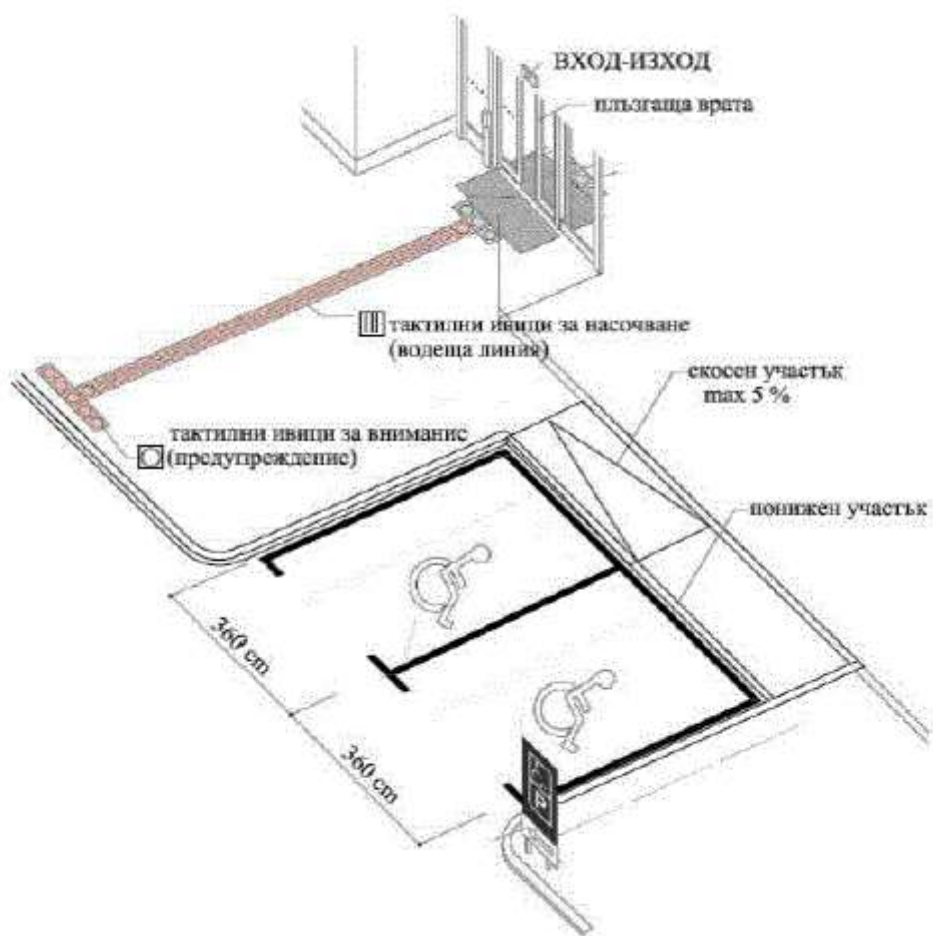 ВХОД-ИЗХОД
плъзгаща врата
тактилни ивици за насочване
(водеща линия)
скосен участък
max 5 %
тактилни ивици за внимание
(предупреждение)
понижен участък
360 cm
360 cm
P